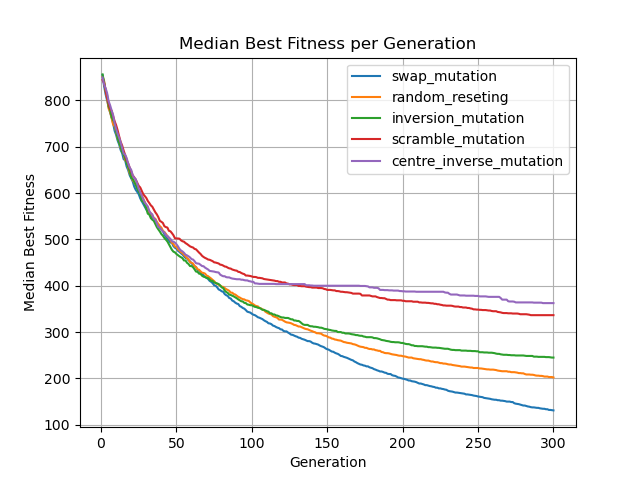 Median Best Fitness per Generation
swap_mutation
random_reseting
inversion_mutation
scramble_mutation
centre_inverse_mutation
Median Best Fitness
800
700
600
500
400
300
200
100
0
50
100
150
200
250
300
Generation